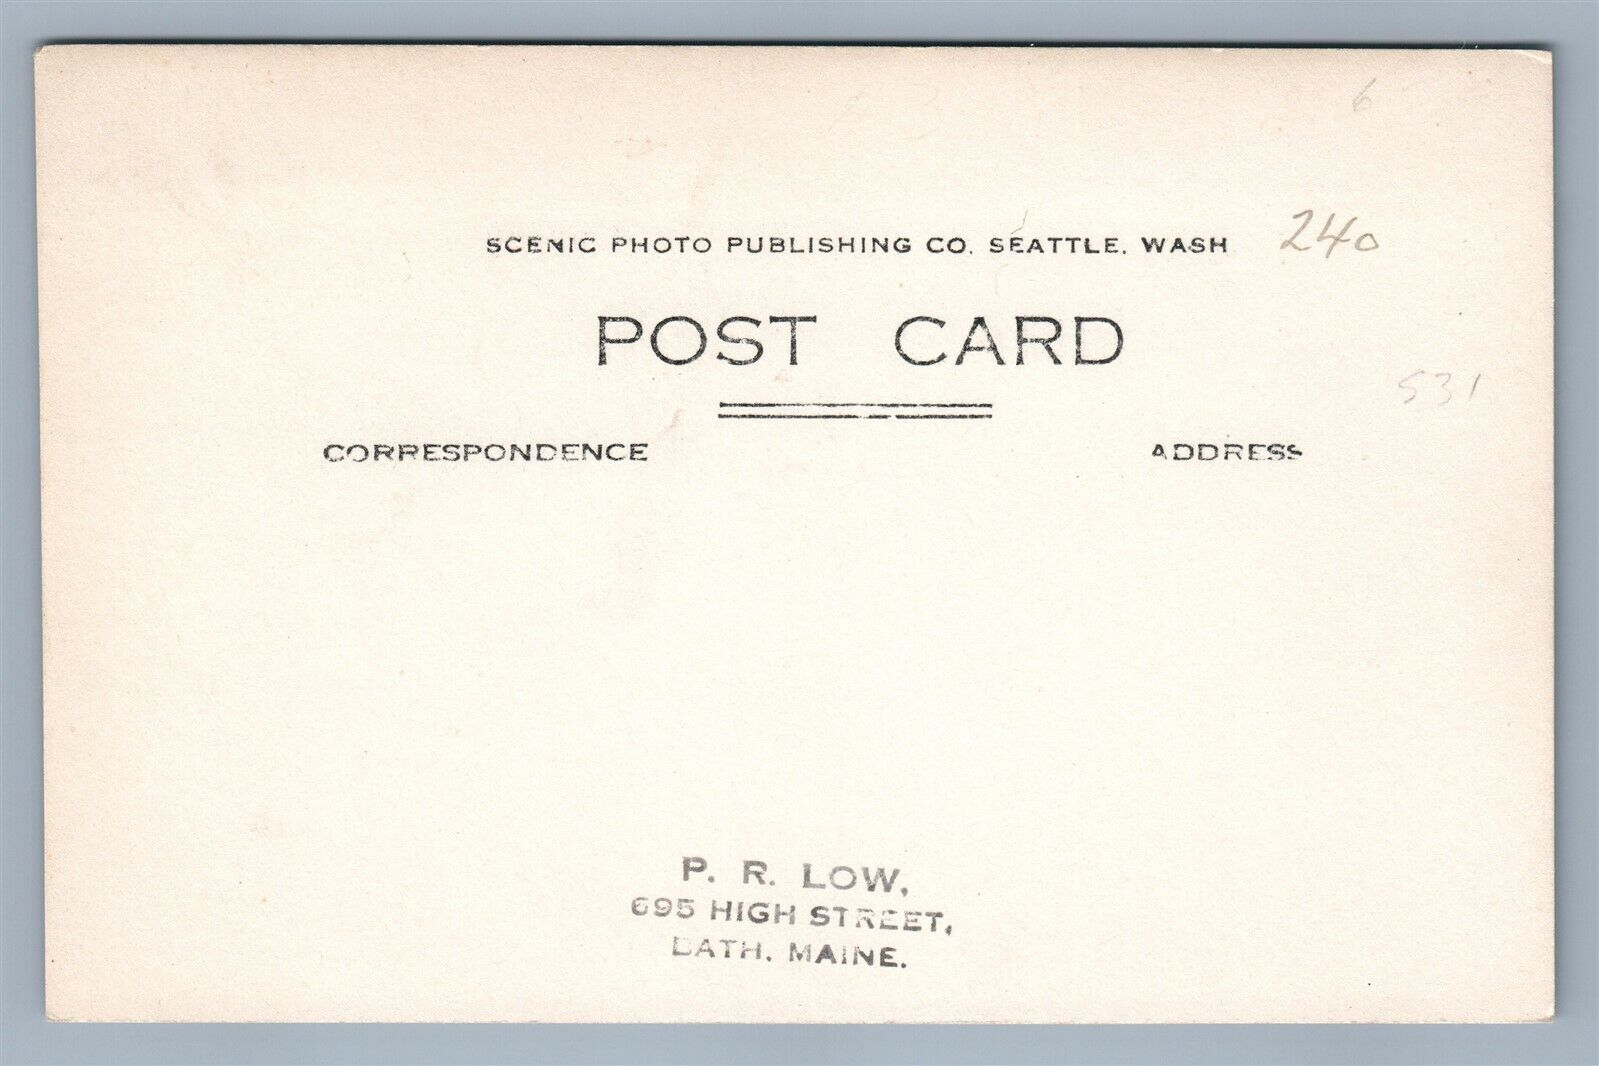 6
SCENIC PHOTO PUBLISHING CO. SEATTLE, WASH 240
POST CARD
531
CORRESPONDENCE ADDRESS
P. R. LOW,
695 HIGH STREET,
BATH, MAINE.